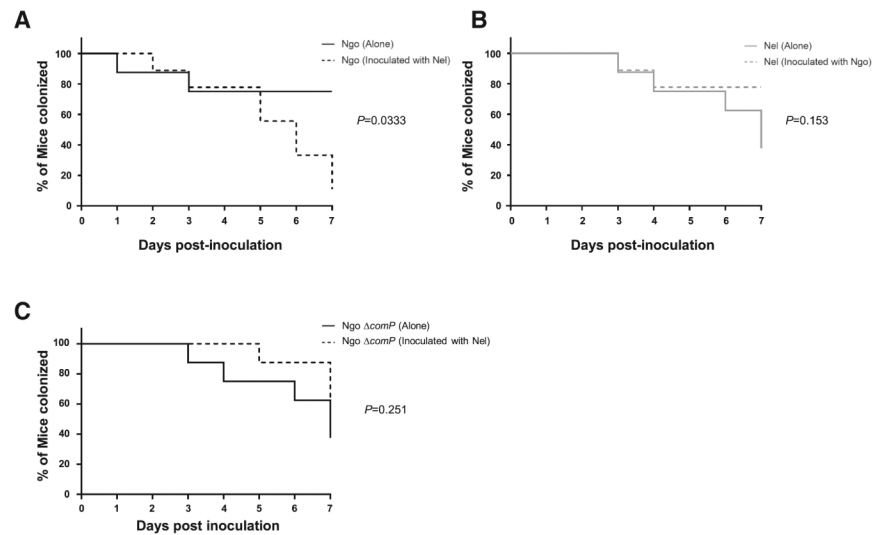 A
% of Mice colonized
100
80
60
40
20
0
0 1 2 3 4 5 6 7
Days post-inoculation
Ngo (Alone)
Ngo (Inoculated with Nel)
P=0.0333
B
% of Mice colonized
100
80
60
40
20
0
0 1 2 3 4 5 6 7
Days post-inoculation
Nel (Alone)
Nel (Inoculated with Ngo)
P=0.153
C
% of Mice colonized
100
80
60
40
20
0
0 1 2 3 4 5 6 7
Days post inoculation
Ngo ΔcomP (Alone)
Ngo ΔcomP (Inoculated with Nel)
P=0.251